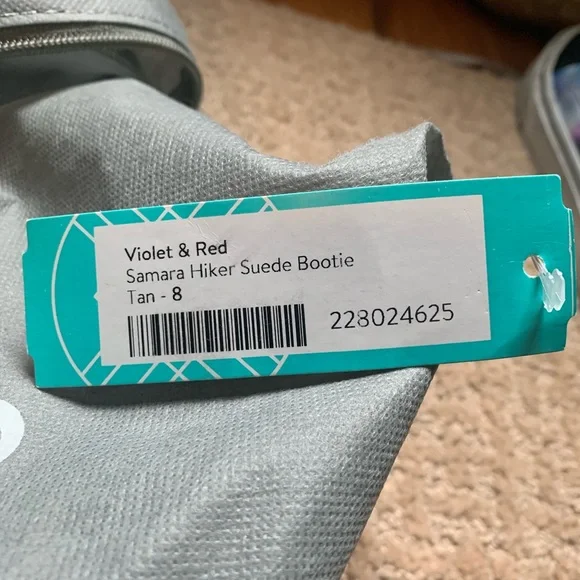 Violet & Red
Samara Hiker Suede Bootie
Tan - 8
228024625